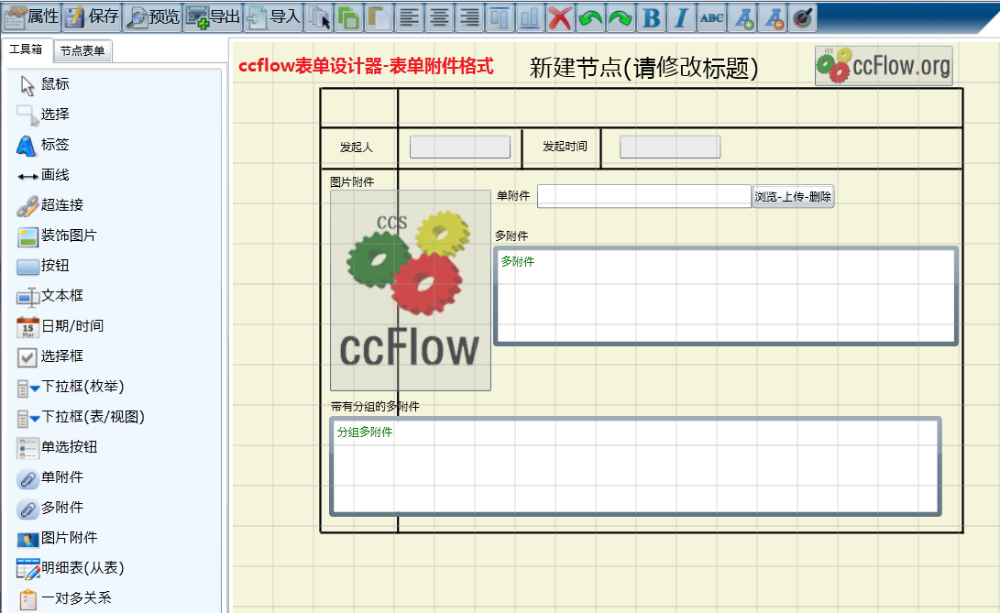 属性 保存 预览 导出 导入 B I ABC A A
工具箱 节点表单
ccflow表单设计器-表单附件格式 新建节点(请修改标题) CCS ccFlow.org
鼠标
选择
标签
画线
超连接
装饰图片
按钮
文本框
15 Mar 日期/时间
选择框
下拉框(枚举)
下拉框(表/视图)
单选按钮
单附件
多附件
图片附件
明细表(从表)
一对多关系
发起人 发起时间
图片附件
单附件 浏览-上传-删除
CCS
ccFlow
多附件
多附件
带有分组的多附件
分组多附件